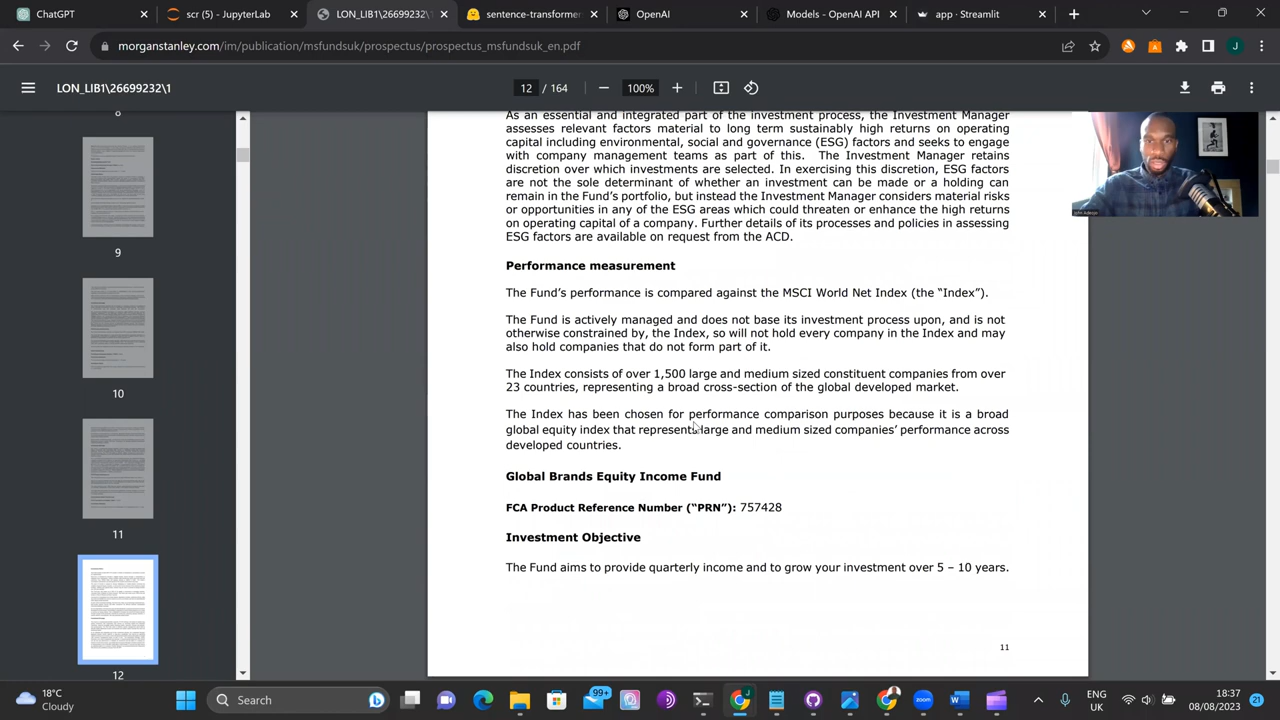 ChatGPT
scr (5) - JupyterLab
LON_LIB1\26699232\1
sentence-transformer
OpenAI
Models - OpenAI API
app · Streamlit
morganstanley.com/im/publication/msfundsuk/prospectus/prospectus_msfundsuk_en.pdf
J
LON_LIB1\26699232\1
12 / 164
100%
8
9
10
11
12
As an essential and integrated part of the investment process, the Investment Manager
assesses relevant factors material to long term sustainably high returns on operating
capital including environmental, social and governance (ESG) factors and seeks to engage
with company management teams as part of this. The Investment Manager retains
discretion over which investments are selected. In exercising this discretion, ESG factors
are not the sole determinant of whether an investment can be made or a holding can
remain in the Fund's portfolio, but instead the Investment Manager considers material risks
or opportunities in any of the ESG areas which could threaten or enhance the high returns
on operating capital of a company. Further details of its processes and policies in assessing
ESG factors are available on request from the ACD.
Performance measurement
The Fund's performance is compared against the MSCI World Net Index (the “Index”).
The Fund is actively managed and does not base its investment process upon, and is not
otherwise constrained by, the Index, so will not hold every company in the Index and may
also hold companies that do not form part of it.
The Index consists of over 1,500 large and medium sized constituent companies from over
23 countries, representing a broad cross-section of the global developed market.
The Index has been chosen for performance comparison purposes because it is a broad
global equity index that represents large and medium sized companies' performance across
developed countries.
Global Brands Equity Income Fund
FCA Product Reference Number (“PRN”): 757428
Investment Objective
The Fund aims to provide quarterly income and to grow your investment over 5 – 10 years.
11
18°C
Cloudy
Search
99+
ENG
UK
18:37
08/08/2023